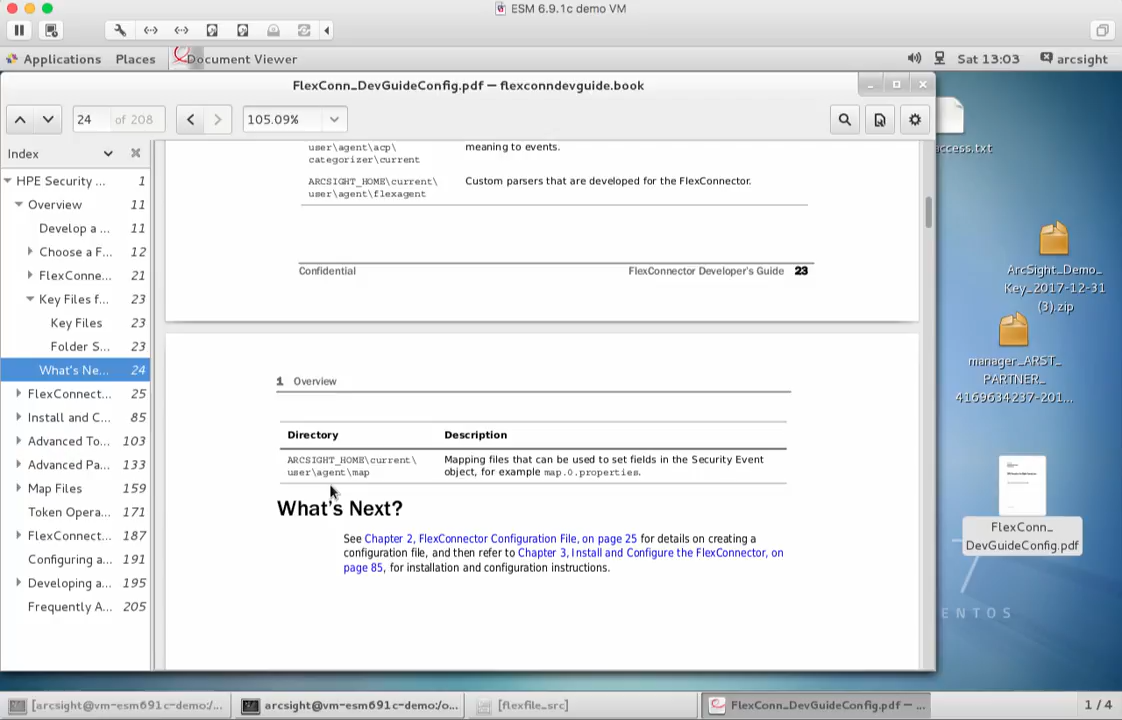 ESM 6.9.1c demo VM
Applications Places Document Viewer Sat 13:03 arcsight
FlexConn_DevGuideConfig.pdf — flexconndevguide.book
24 of 208 105.09%
Index
HPE Security ... 1
Overview 11
Develop a ... 11
Choose a F... 12
FlexConne... 21
Key Files f... 23
Key Files 23
Folder S... 23
What's Ne... 24
FlexConnect... 25
Install and C... 85
Advanced To... 103
Advanced Pa... 133
Map Files 159
Token Opera... 171
FlexConnect... 187
Configuring a... 191
Developing a... 195
Frequently A... 205
user\agent\acp\ meaning to events.
categorizer\current
ARCSIGHT_HOME\current\ Custom parsers that are developed for the FlexConnector.
user\agent\flexagent
Confidential FlexConnector Developer's Guide 23
1 Overview
Directory Description
ARCSIGHT_HOME\current\ Mapping files that can be used to set fields in the Security Event
user\agent\map object, for example map.0.properties.
What's Next?
See Chapter 2, FlexConnector Configuration File, on page 25 for details on creating a
configuration file, and then refer to Chapter 3, Install and Configure the FlexConnector, on
page 85, for installation and configuration instructions.
access.txt
ArcSight_Demo_
Key_2017-12-31
(3).zip
manager_ARST_
PARTNER_
4169634237-201...
FlexConn_
DevGuideConfig.pdf
7
ENTOS
[arcsight@vm-esm691c-demo:/... arcsight@vm-esm691c-demo:/o... [flexfile_src] FlexConn_DevGuideConfig.pdf — ... 1 / 4